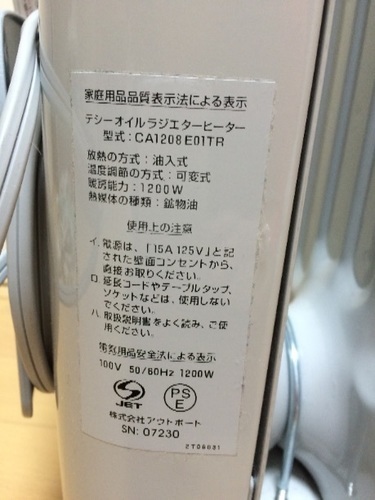 家庭用品品質表示法による表示
テシーオイルラジエターヒーター
型式：CA1208E01TR
放熱の方式：油入式
温度調節の方式：可変式
暖房能力：1200W
熱媒体の種類：鉱物油
使用上の注意
イ.電源は、「15A 125V」と記
された壁面コンセントから、
直接お取りください。
ロ.延長コードやテーブルタップ、
ソケットなどは、使用しない
でください。
ハ.取扱説明書をよく読み、ご使
用ください。
電気用品安全法による表示
100V 50/60Hz 1200W
JET
PS
E
株式会社アウトポート
SN: 07230
2T08031